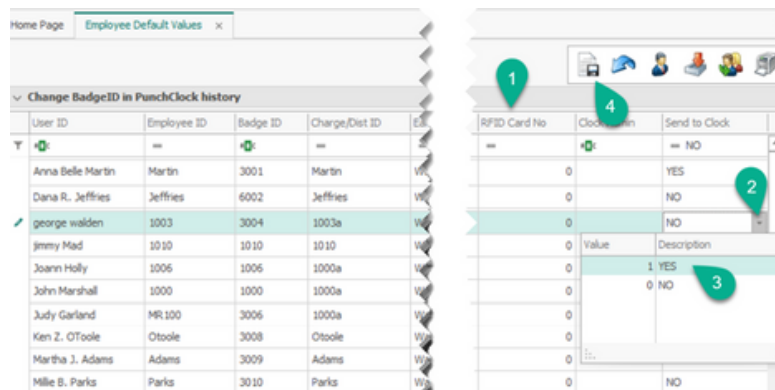 Home Page Employee Default Values ×
1
4
Change BadgeID in PunchClock history
User ID Employee ID Badge ID Charge/Dist ID RFID Card No Send to Clock
= = = = NO
Anna Belle Martin Martin 3001 Martin 0 YES
2
Dana R. Jeffries Jeffries 6002 Jeffries 0 NO
george walden 1003 3004 1003a 0 NO
jimmy Mad 1010 1010 1010 0 Value Description
Joann Holly 1006 1006 1000a 0 1 YES
3
John Marshall 1000 1000 1000a 0 0 NO
Judy Garland MR100 3006 1000a 0
Ken Z. OToole Otoole 3008 Otoole 0
Martha J. Adams Adams 3009 Adams 0
Millie B. Parks Parks 3010 Parks 0 NO